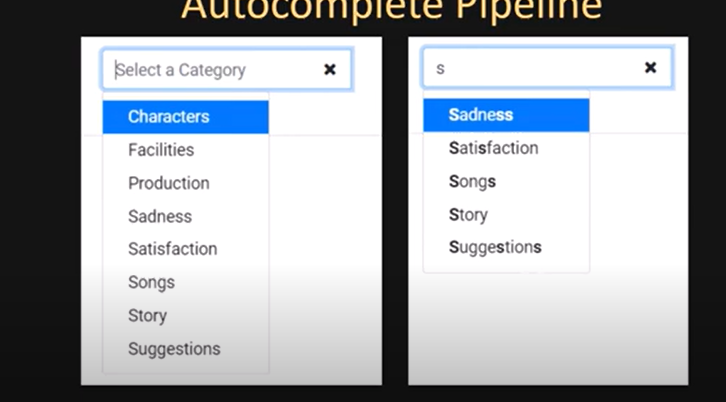 Autocomplete Pipeline
Select a Category
Characters
Facilities
Production
Sadness
Satisfaction
Songs
Story
Suggestions
s
Sadness
Satisfaction
Songs
Story
Suggestions